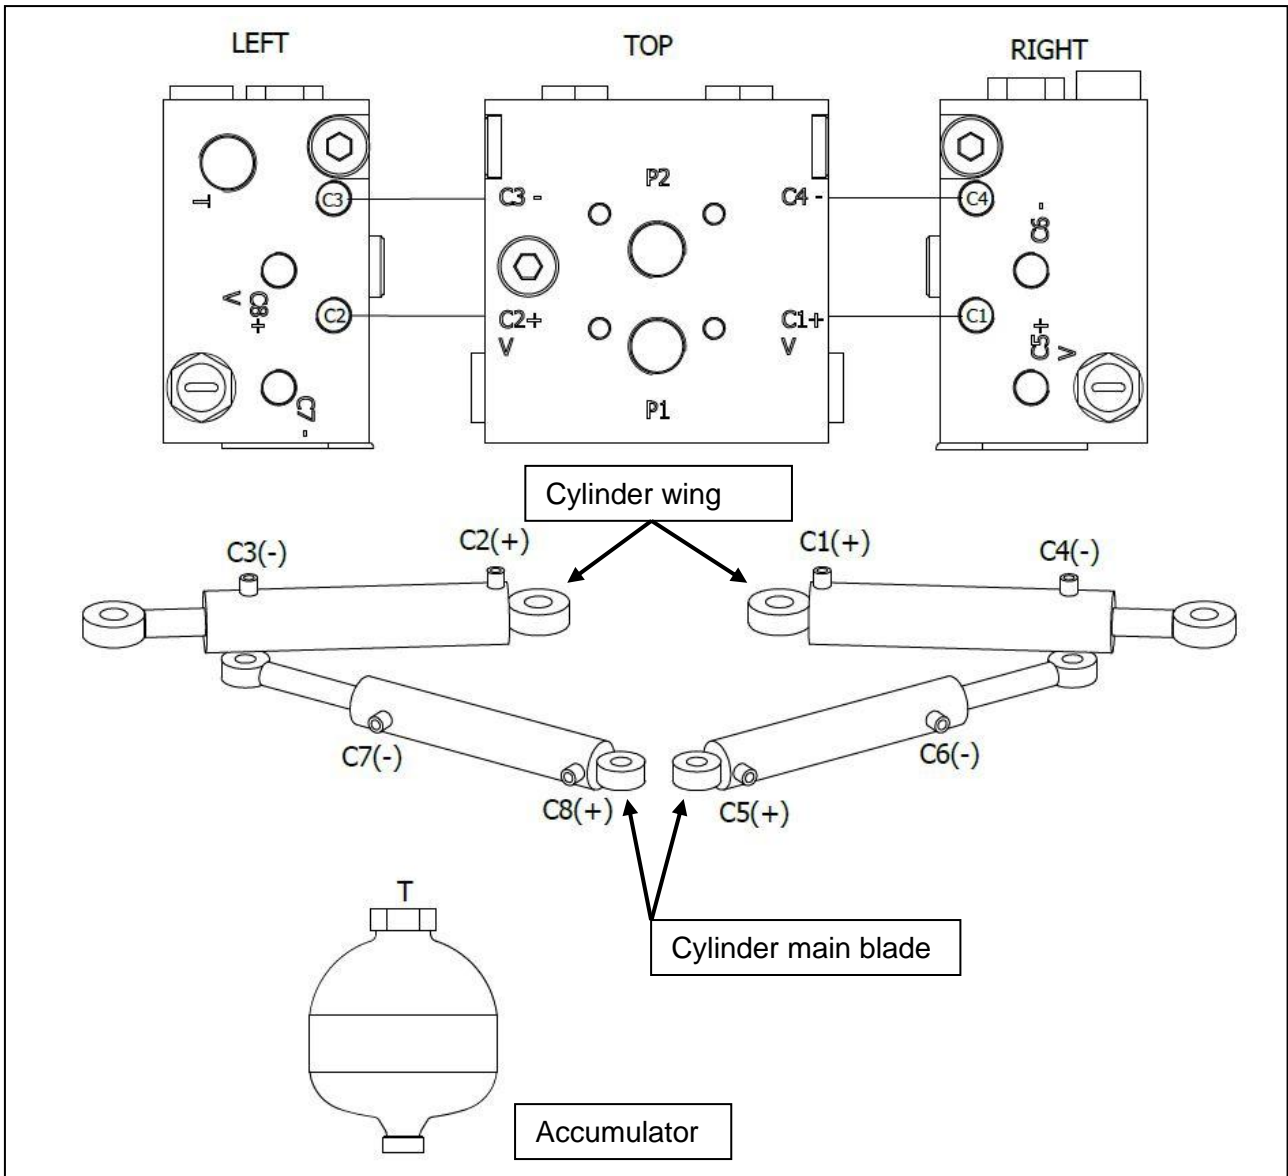 LEFT
TOP
RIGHT
T
C3
C8+
V
C2
C7 -
P2
C3 -
C4 -
C2+
V
C1+
V
P1
C4
C6 -
C1
C5+
V
Cylinder wing
C3(-)
C2(+)
C1(+)
C4(-)
C7(-)
C6(-)
C8(+)
C5(+)
T
Cylinder main blade
Accumulator